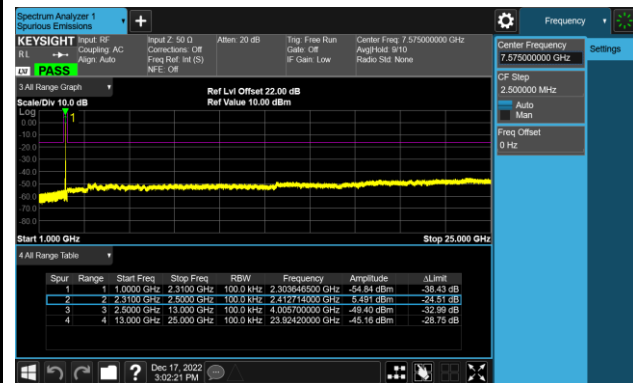 Spectrum Analyzer 1
Spurious Emissions
Frequency
KEYSIGHT
Input: RF
Input Z: 50 Ω
Atten: 20 dB
Trig: Free Run
Center Freq: 7.575000000 GHz
RL
Coupling: AC
Corrections: Off
Gate: Off
Avg|Hold: 9/10
Align: Auto
Freq Ref: Int (S)
IF Gain: Low
Radio Std: None
NFE: Off
PASS
Center Frequency
7.575000000 GHz
Settings
CF Step
2.500000 MHz
Auto
Man
Freq Offset
0 Hz
3 All Range Graph
Ref Lvl Offset 22.00 dB
Scale/Div 10.0 dB
Ref Value 10.00 dBm
Log
1
0.00
-10.0
-20.0
-30.0
-40.0
-50.0
-60.0
-70.0
-80.0
Start 1.000 GHz
Stop 25.000 GHz
4 All Range Table
Spur Range Start Freq Stop Freq RBW Frequency Amplitude ΔLimit
1 1 1.0000 GHz 2.3100 GHz 100.0 kHz 2.303646500 GHz -54.84 dBm -38.43 dB
2 2 2.3100 GHz 2.5000 GHz 100.0 kHz 2.412714000 GHz 5.491 dBm -24.51 dB
3 3 2.5000 GHz 13.000 GHz 100.0 kHz 4.005700000 GHz -49.40 dBm -32.99 dB
4 4 13.000 GHz 25.000 GHz 100.0 kHz 23.92420000 GHz -45.16 dBm -28.75 dB
?
Dec 17, 2022
3:02:21 PM